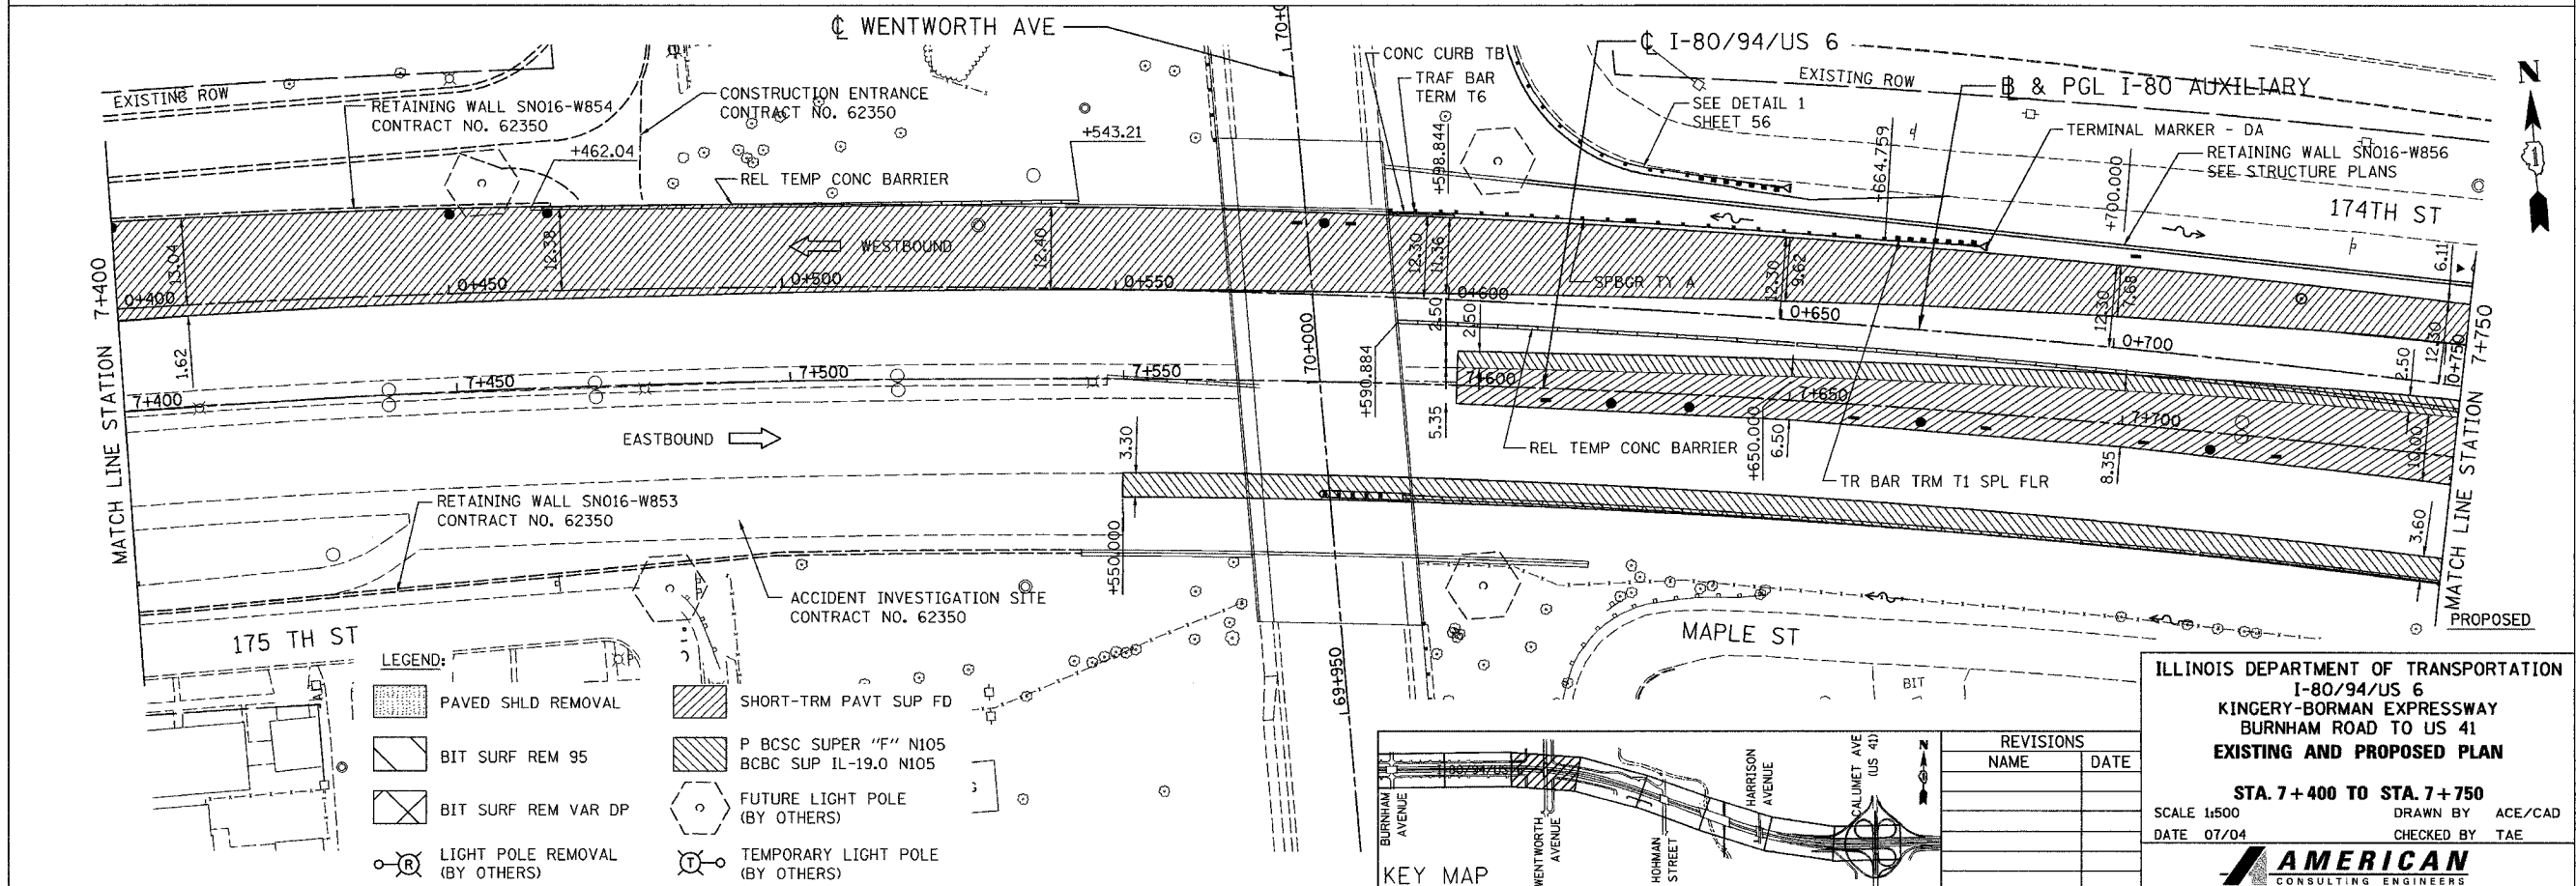 ℄ WENTWORTH AVE
70+0
CONC CURB TB
TRAF BAR
TERM T6
℄ I-80/94/US 6
EXISTING ROW
SEE DETAIL 1
SHEET 56
& PGL I-80 AUXILIARY
TERMINAL MARKER - DA
RETAINING WALL SN016-W856
SEE STRUCTURE PLANS
N
1
174TH ST
EXISTING ROW
RETAINING WALL SN016-W854
CONTRACT NO. 62350
CONSTRUCTION ENTRANCE
CONTRACT NO. 62350
+462.04
+543.21
+598.844
+664.759
+700.000
REL TEMP CONC BARRIER
WESTBOUND
13.04
12.38
12.40
12.30
11.36
12.30
9.62
12.30
7.68
6.11
12.30
0+400
0+450
0+500
0+550
0+600
0+650
0+700
0+750
SPBGR TY A
1.62
2.50
2.50
2.50
MATCH LINE STATION 7+400
7+400
7+450
7+500
7+550
7+600
7+650
7+700
70+000
+590.884
5.35
+650.000
6.50
8.35
10.00
EASTBOUND
3.30
REL TEMP CONC BARRIER
TR BAR TRM T1 SPL FLR
3.60
MATCH LINE STATION 7+750
RETAINING WALL SN016-W853
CONTRACT NO. 62350
+550.000
ACCIDENT INVESTIGATION SITE
CONTRACT NO. 62350
175 TH ST
69+950
MAPLE ST
BIT
PROPOSED
LEGEND:
PAVED SHLD REMOVAL
SHORT-TRM PAVT SUP FD
BIT SURF REM 95
P BCSC SUPER "F" N105
BCBC SUP IL-19.0 N105
BIT SURF REM VAR DP
FUTURE LIGHT POLE
(BY OTHERS)
R
LIGHT POLE REMOVAL
(BY OTHERS)
T
TEMPORARY LIGHT POLE
(BY OTHERS)
I-80/94/US 6
BURNHAM
AVENUE
WENTWORTH
AVENUE
HOHMAN
STREET
HARRISON
AVENUE
CALUMET AVE
(US 41)
N
KEY MAP
REVISIONS
NAME DATE
ILLINOIS DEPARTMENT OF TRANSPORTATION
I-80/94/US 6
KINGERY-BORMAN EXPRESSWAY
BURNHAM ROAD TO US 41
EXISTING AND PROPOSED PLAN
STA. 7+400 TO STA. 7+750
SCALE 1:500
DRAWN BY ACE/CAD
DATE 07/04
CHECKED BY TAE
AMERICAN
CONSULTING ENGINEERS